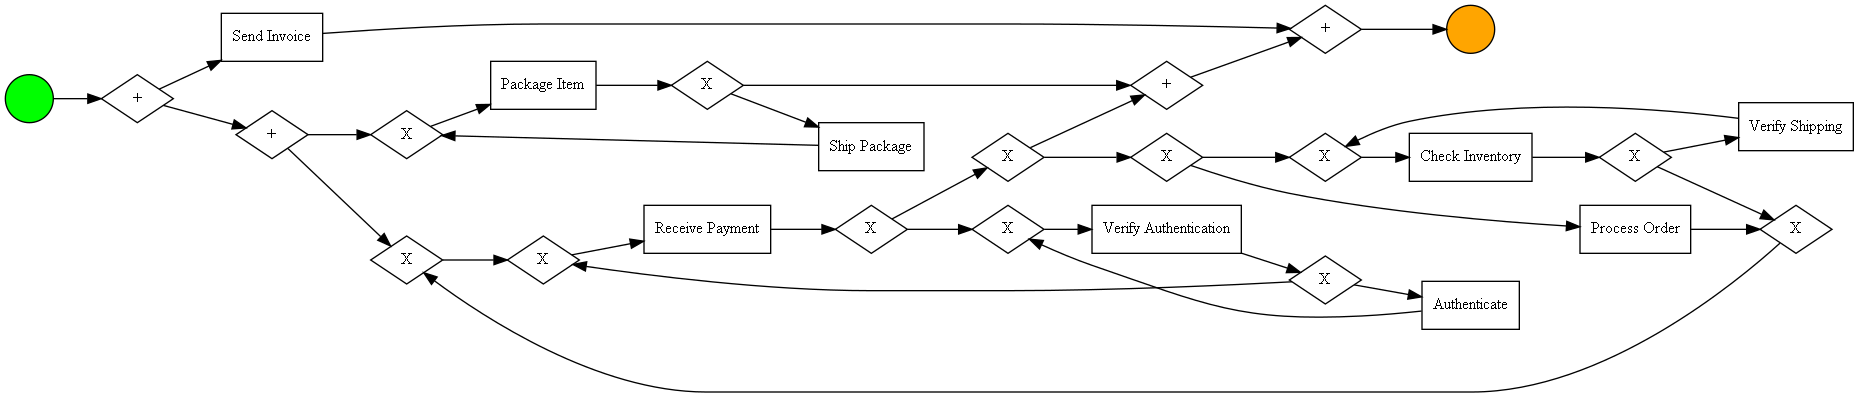 Send Invoice
+
+
Package Item
X
+
+
X
X
Ship Package
Verify Shipping
X
X
X
Check Inventory
X
Receive Payment
X
X
Verify Authentication
Process Order
X
X
X
X
Authenticate